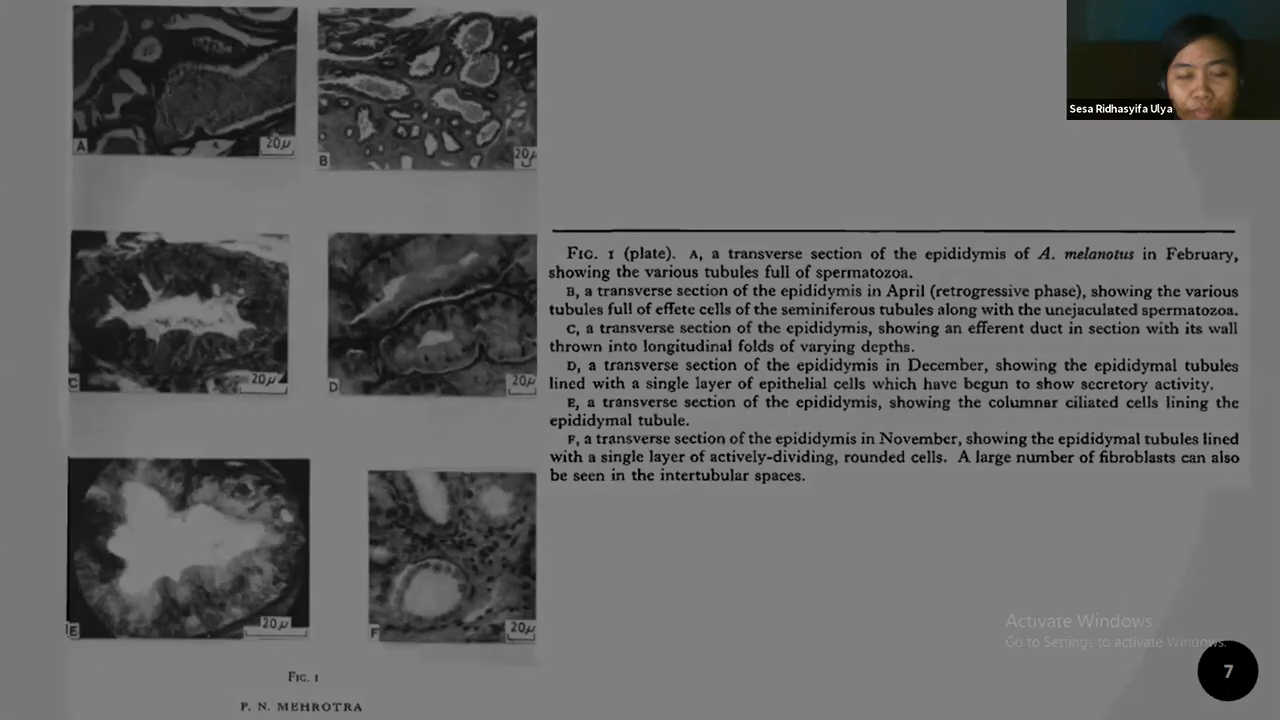 Sesa Ridhasyifa Ulya
A
20μ
B
20μ
C
20μ
D
20μ
E
20μ
F
20μ
FIG. 1
P. N. MEHROTRA
FIG. 1 (plate). A, a transverse section of the epididymis of A. melanotus in February,
showing the various tubules full of spermatozoa.
B, a transverse section of the epididymis in April (retrogressive phase), showing the various
tubules full of effete cells of the seminiferous tubules along with the unejaculated spermatozoa.
C, a transverse section of the epididymis, showing an efferent duct in section with its wall
thrown into longitudinal folds of varying depths.
D, a transverse section of the epididymis in December, showing the epididymal tubules
lined with a single layer of epithelial cells which have begun to show secretory activity.
E, a transverse section of the epididymis, showing the columnar ciliated cells lining the
epididymal tubule.
F, a transverse section of the epididymis in November, showing the epididymal tubules lined
with a single layer of actively-dividing, rounded cells. A large number of fibroblasts can also
be seen in the intertubular spaces.
Activate Windows
Go to Settings to activate Windows.
7